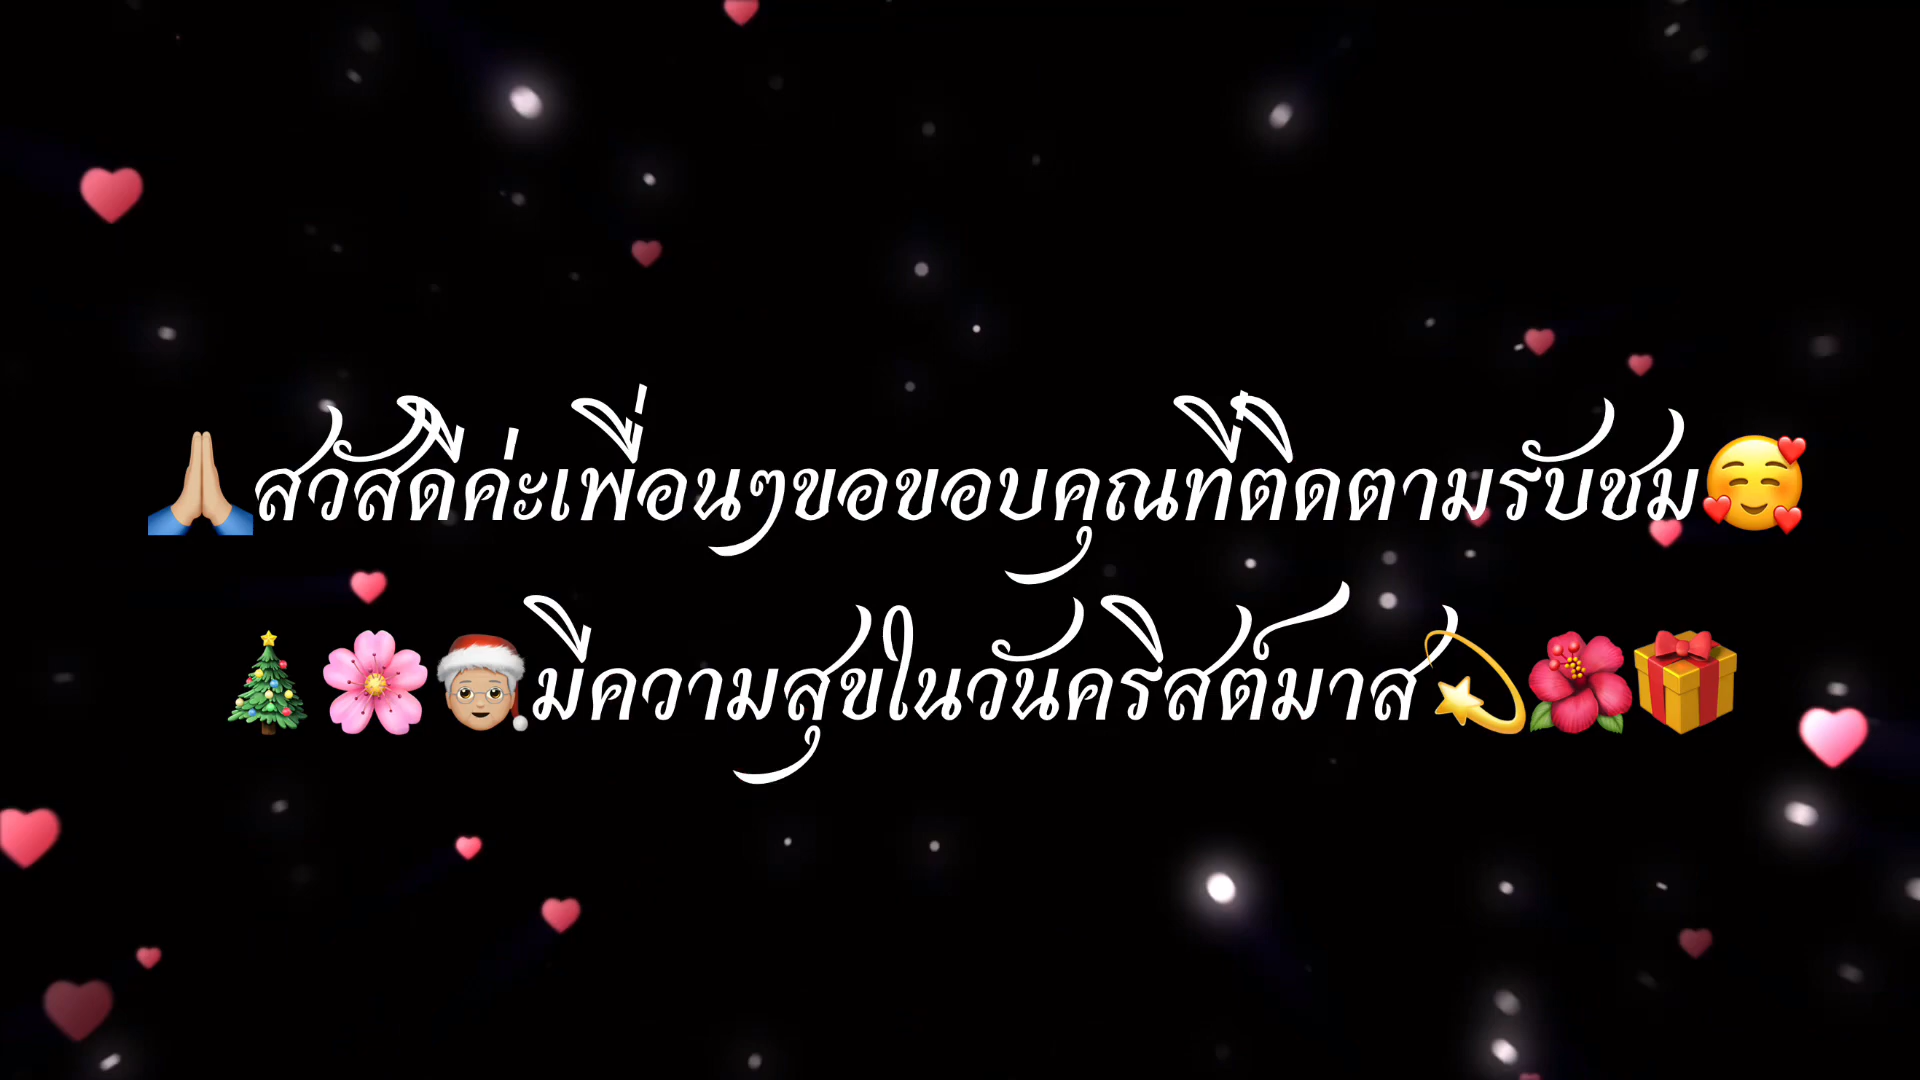 🙏🏼สวัสดีค่ะเพื่อนๆขอขอบคุณที่ติดตามรับชม🥰
🎄🌸🤶🏼มีความสุขในวันคริสต์มาส💫🌺🎁